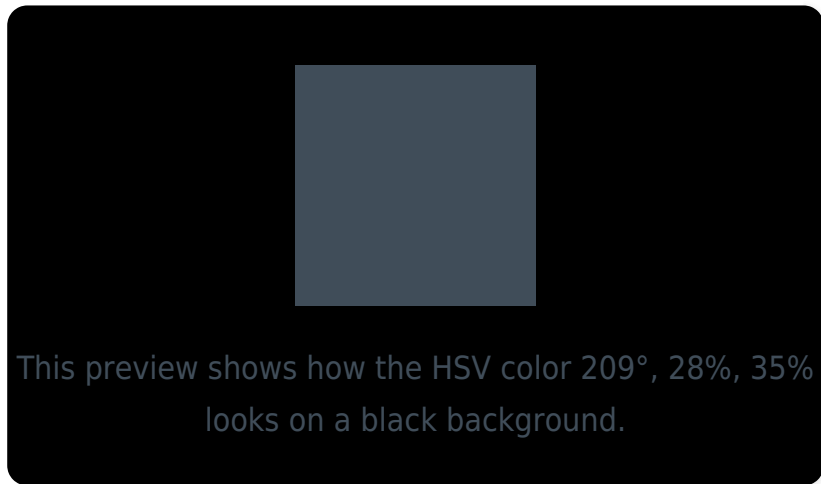 This preview shows how the HSV color 209°, 28%, 35%
looks on a black background.